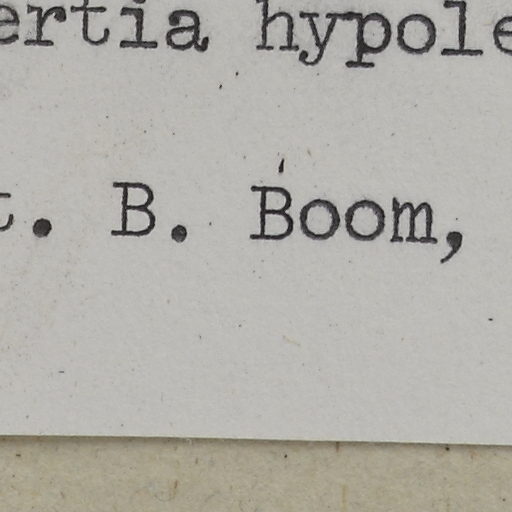 ertia hypole
t. B. Boom,